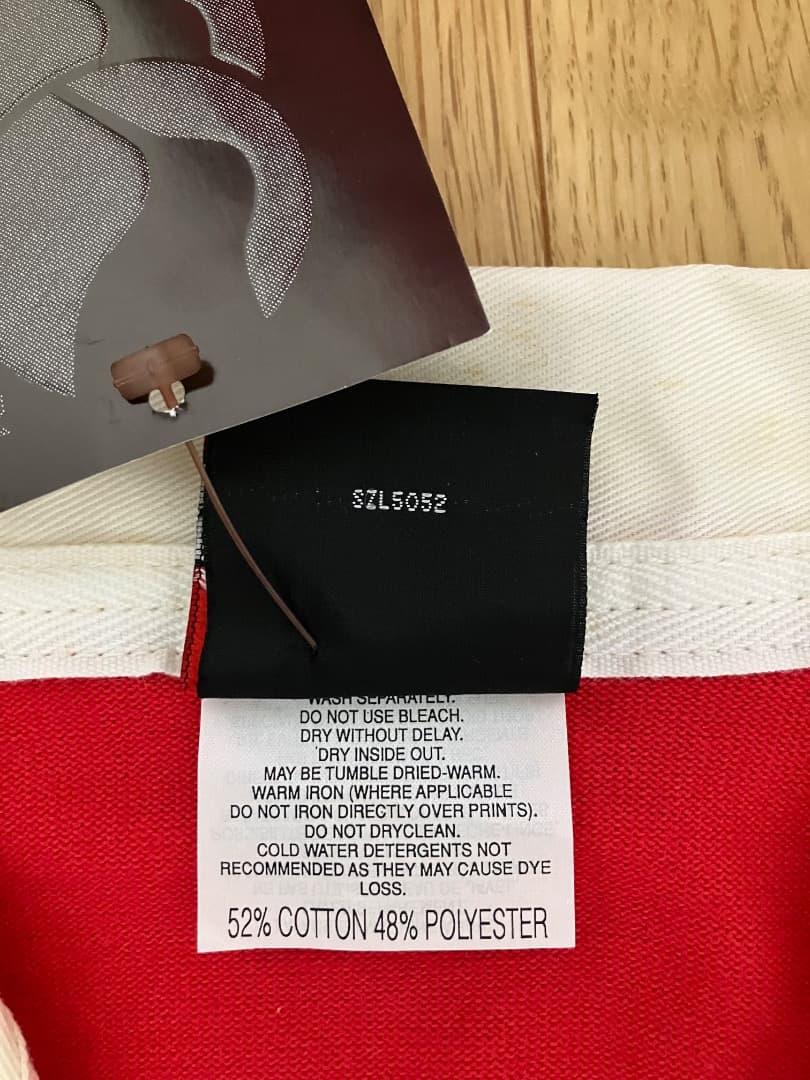 SZL5052
WASH SEPARATELY.
DO NOT USE BLEACH.
DRY WITHOUT DELAY.
DRY INSIDE OUT.
MAY BE TUMBLE DRIED-WARM.
WARM IRON (WHERE APPLICABLE
DO NOT IRON DIRECTLY OVER PRINTS).
DO NOT DRYCLEAN.
COLD WATER DETERGENTS NOT
RECOMMENDED AS THEY MAY CAUSE DYE
LOSS.
52% COTTON 48% POLYESTER